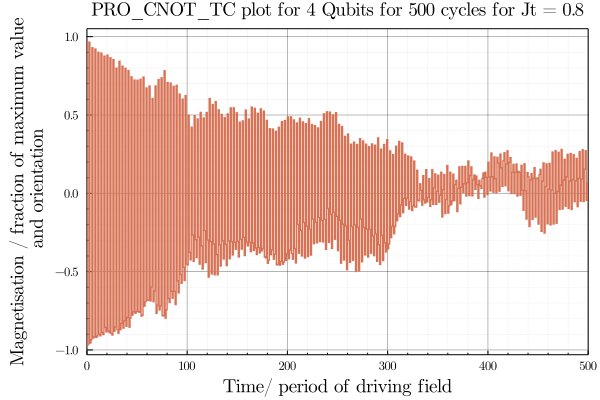 PRO_CNOT_TC plot for 4 Qubits for 500 cycles for Jt = 0.8
Magnetisation / fraction of maximum value
and orientation
1.0
0.5
0.0
−0.5
−1.0
0
100
200
300
400
500
Time/ period of driving field